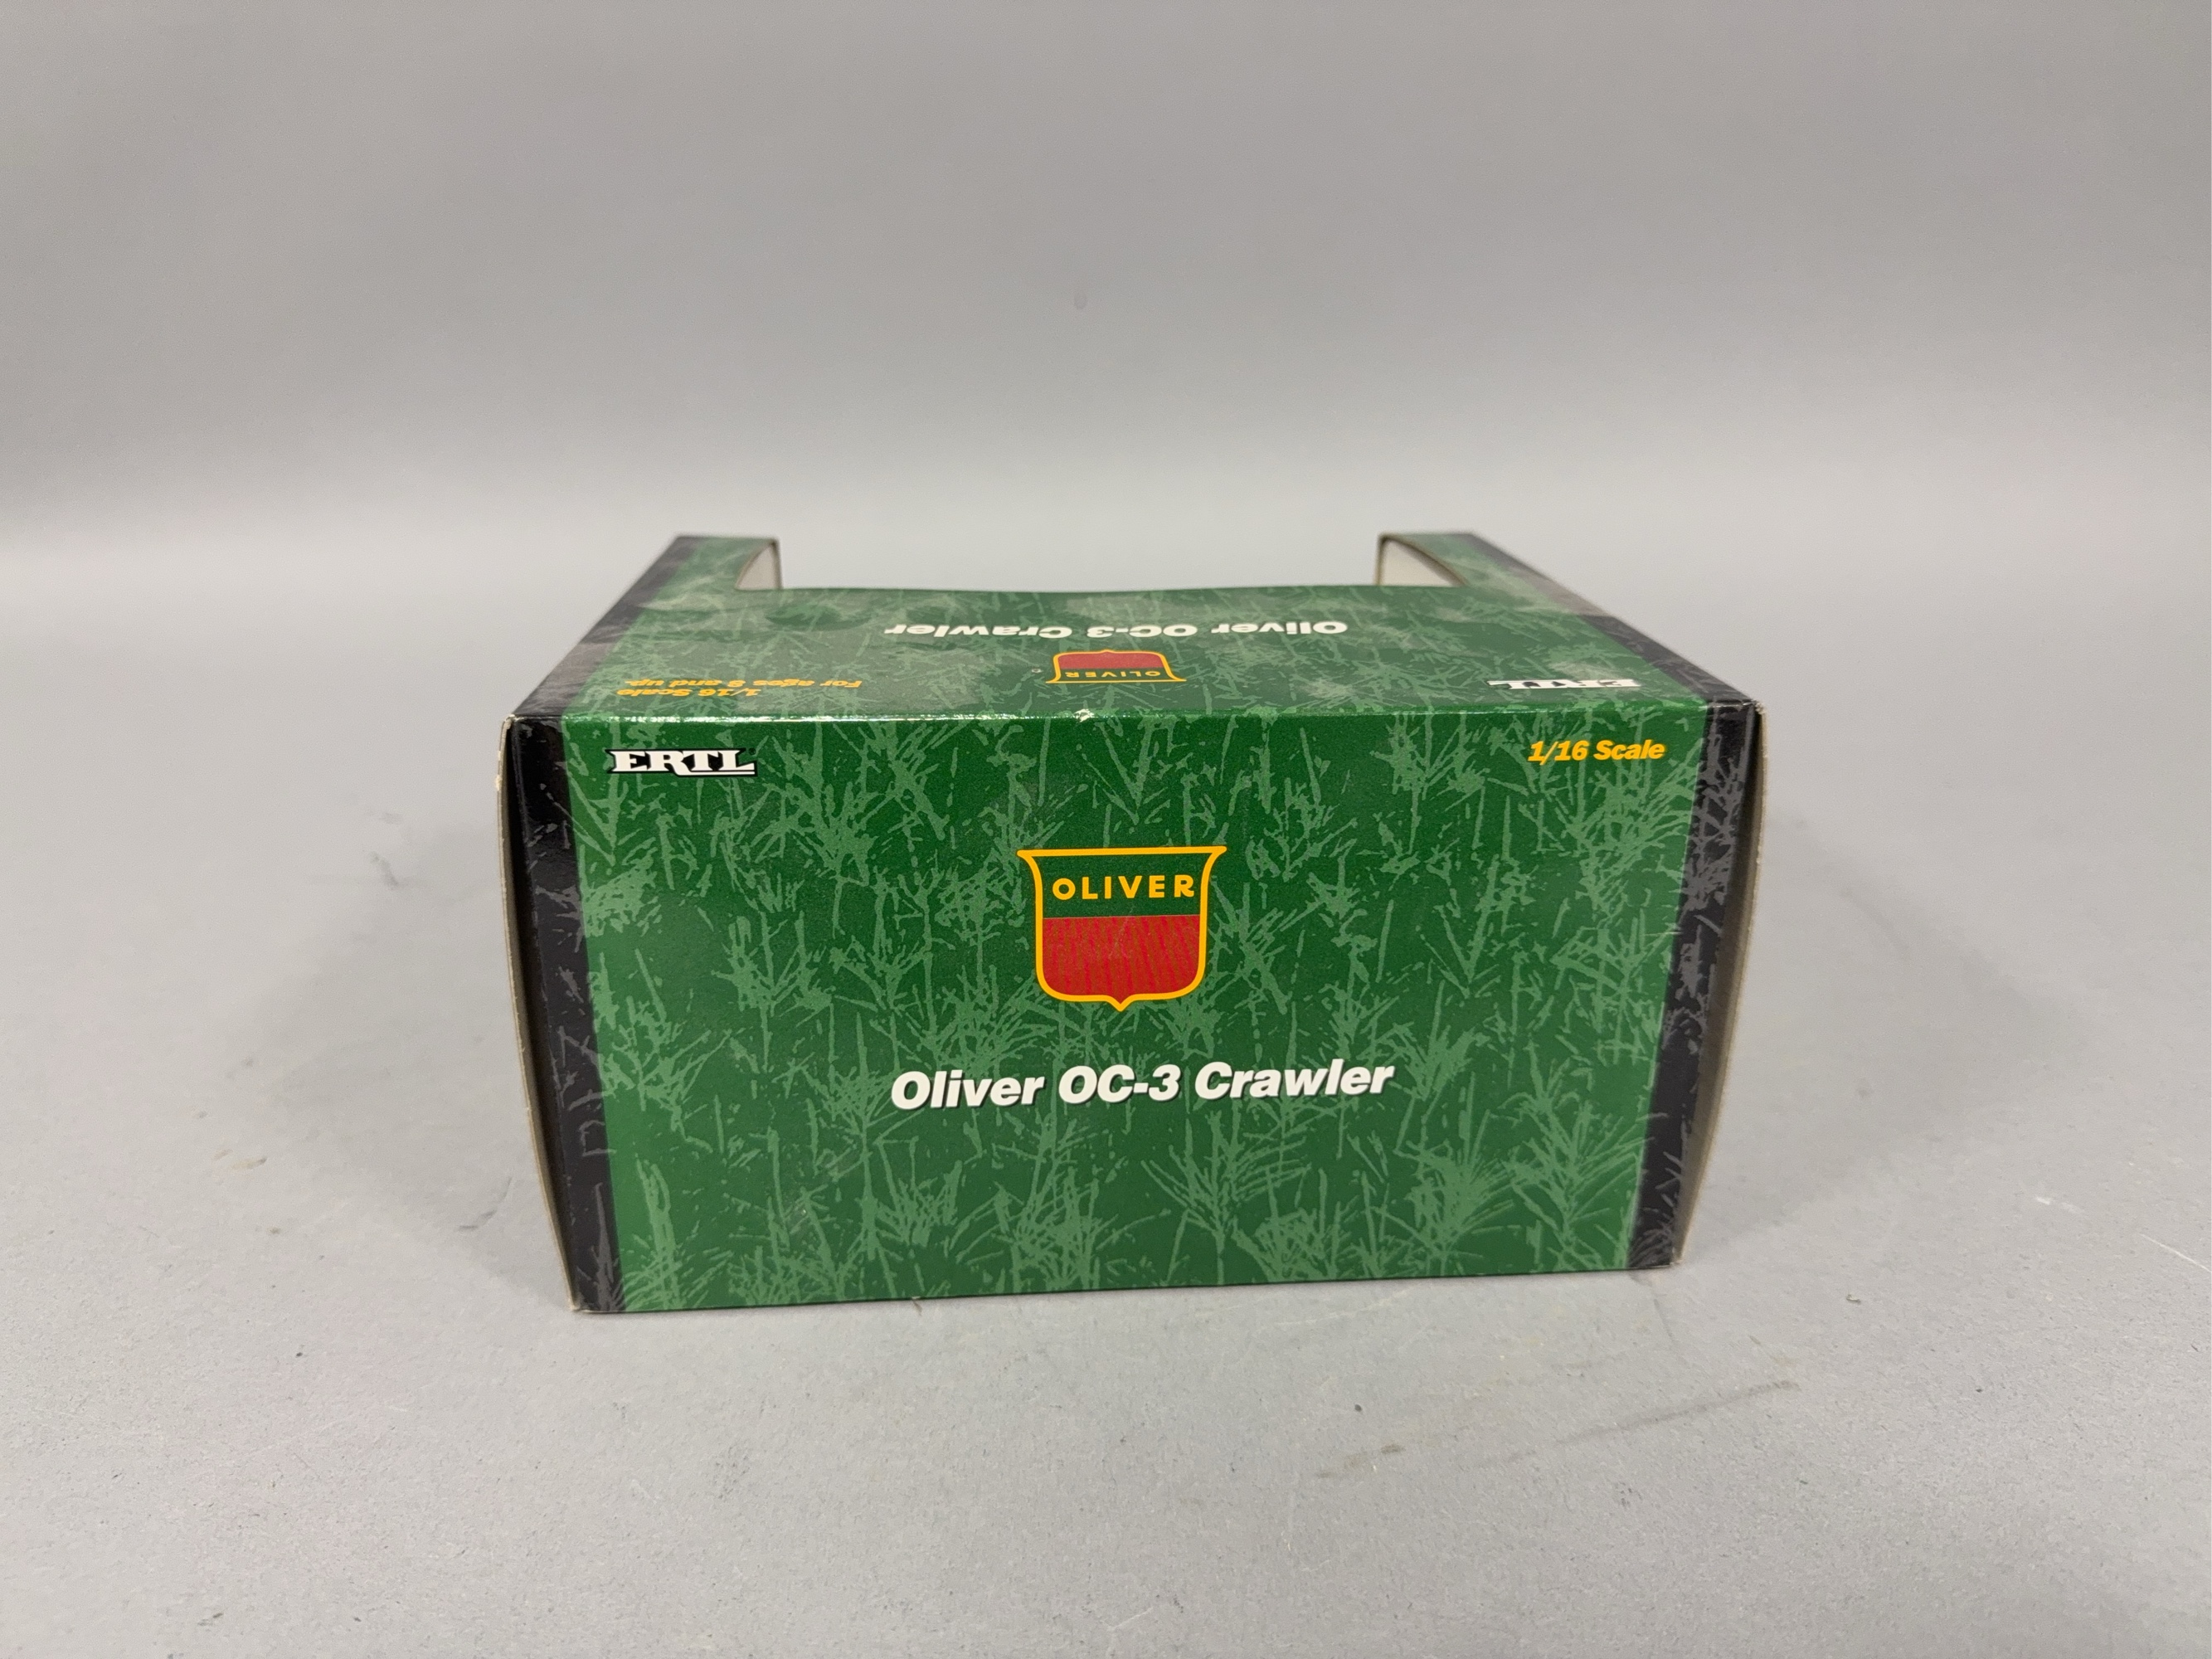 Oliver OC-3 Crawler
OLIVER
ERTL
1/16 Scale
For ages 8 and up
ERTL
1/16 Scale
OLIVER
Oliver OC-3 Crawler